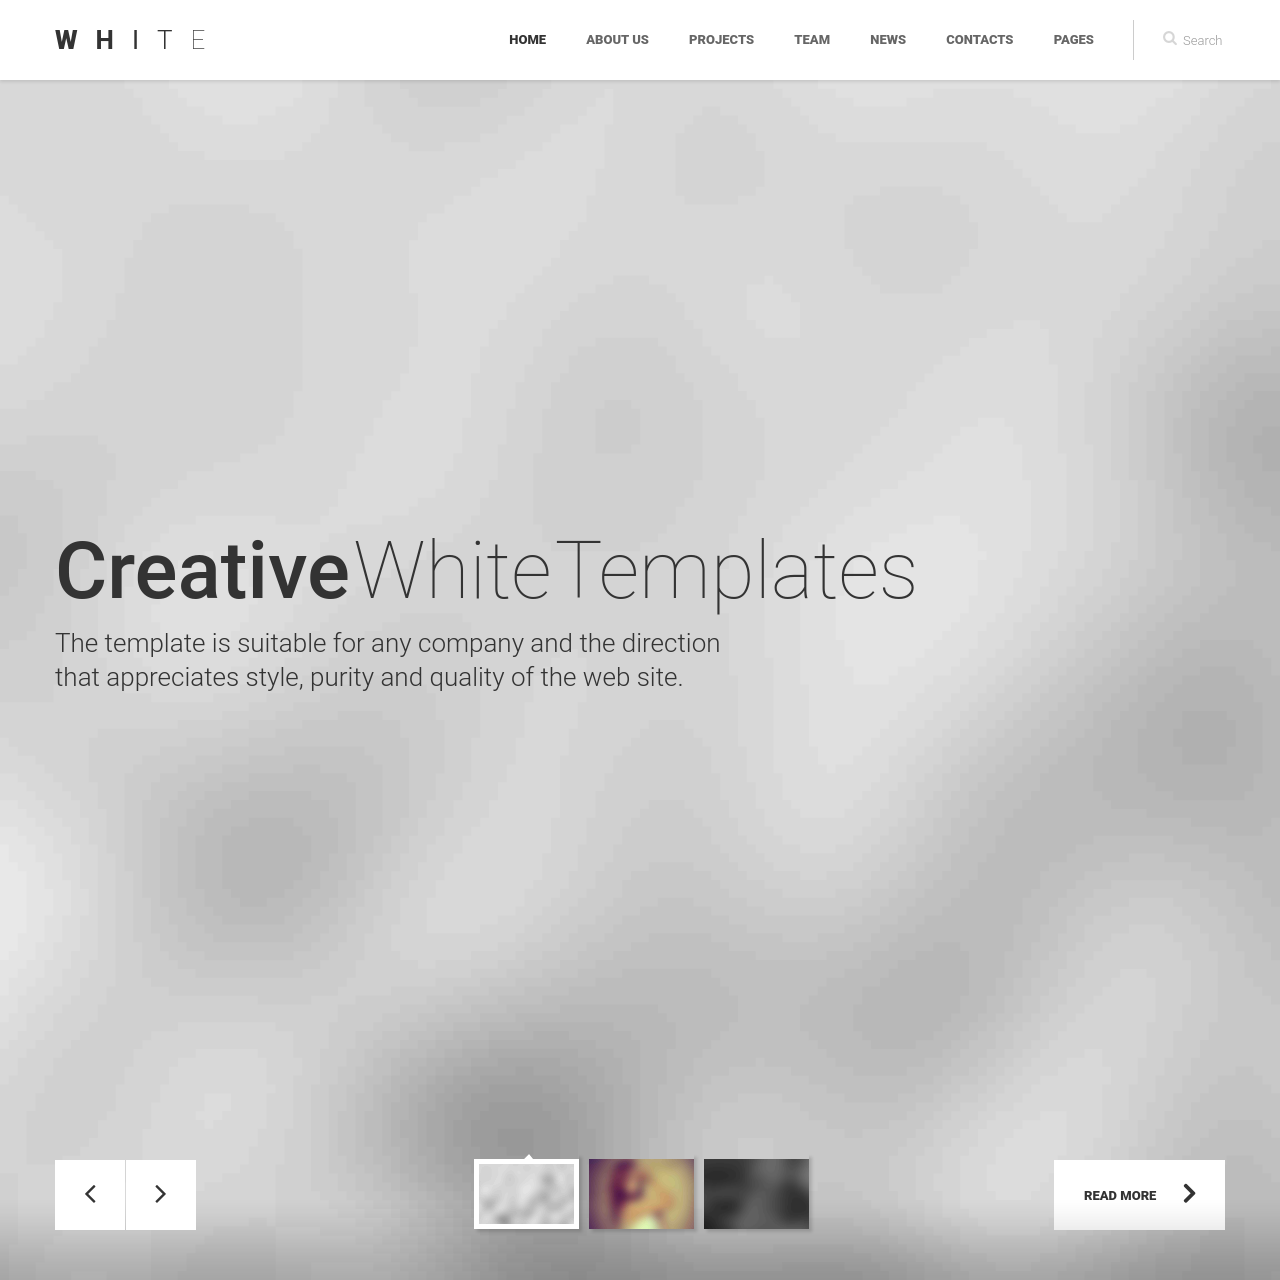 W H I T E
HOME ABOUT US PROJECTS TEAM NEWS CONTACTS PAGES Search
Creative White Templates
The template is suitable for any company and the direction
that appreciates style, purity and quality of the web site.
READ MORE